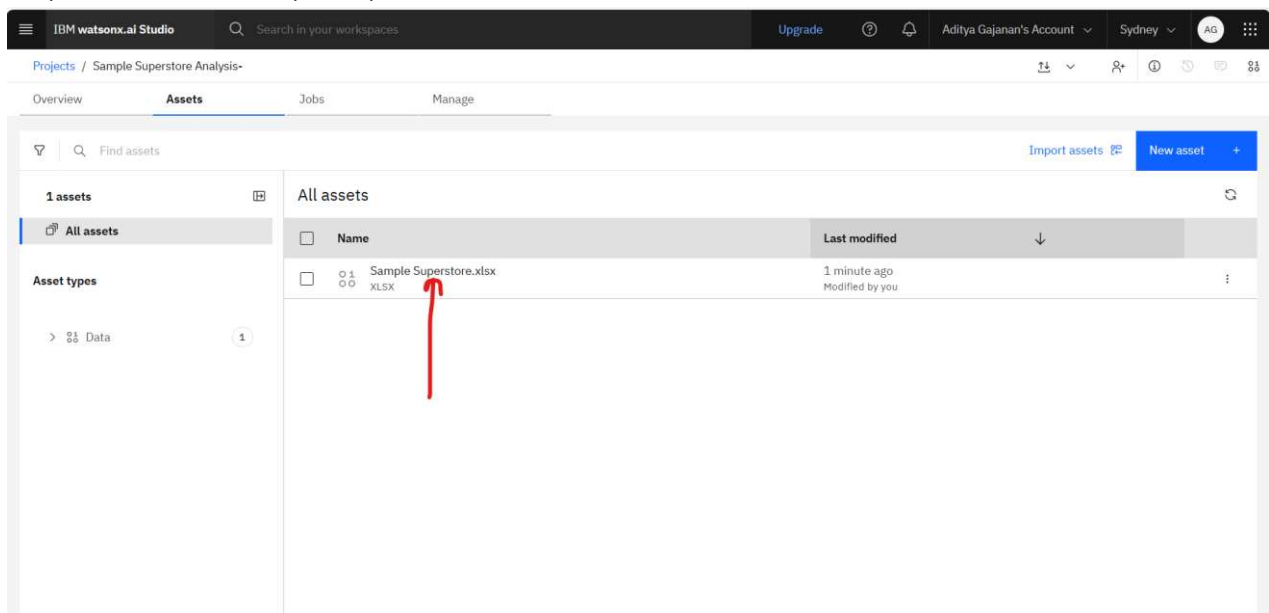 IBM watsonx.ai Studio Search in your workspaces Upgrade Aditya Gajanan's Account Sydney AG
Projects / Sample Superstore Analysis-
Overview Assets Jobs Manage
Find assets Import assets New asset +
1 assets All assets
All assets Name Last modified
Asset types Sample Superstore.xlsx 1 minute ago
XLSX Modified by you
Data 1